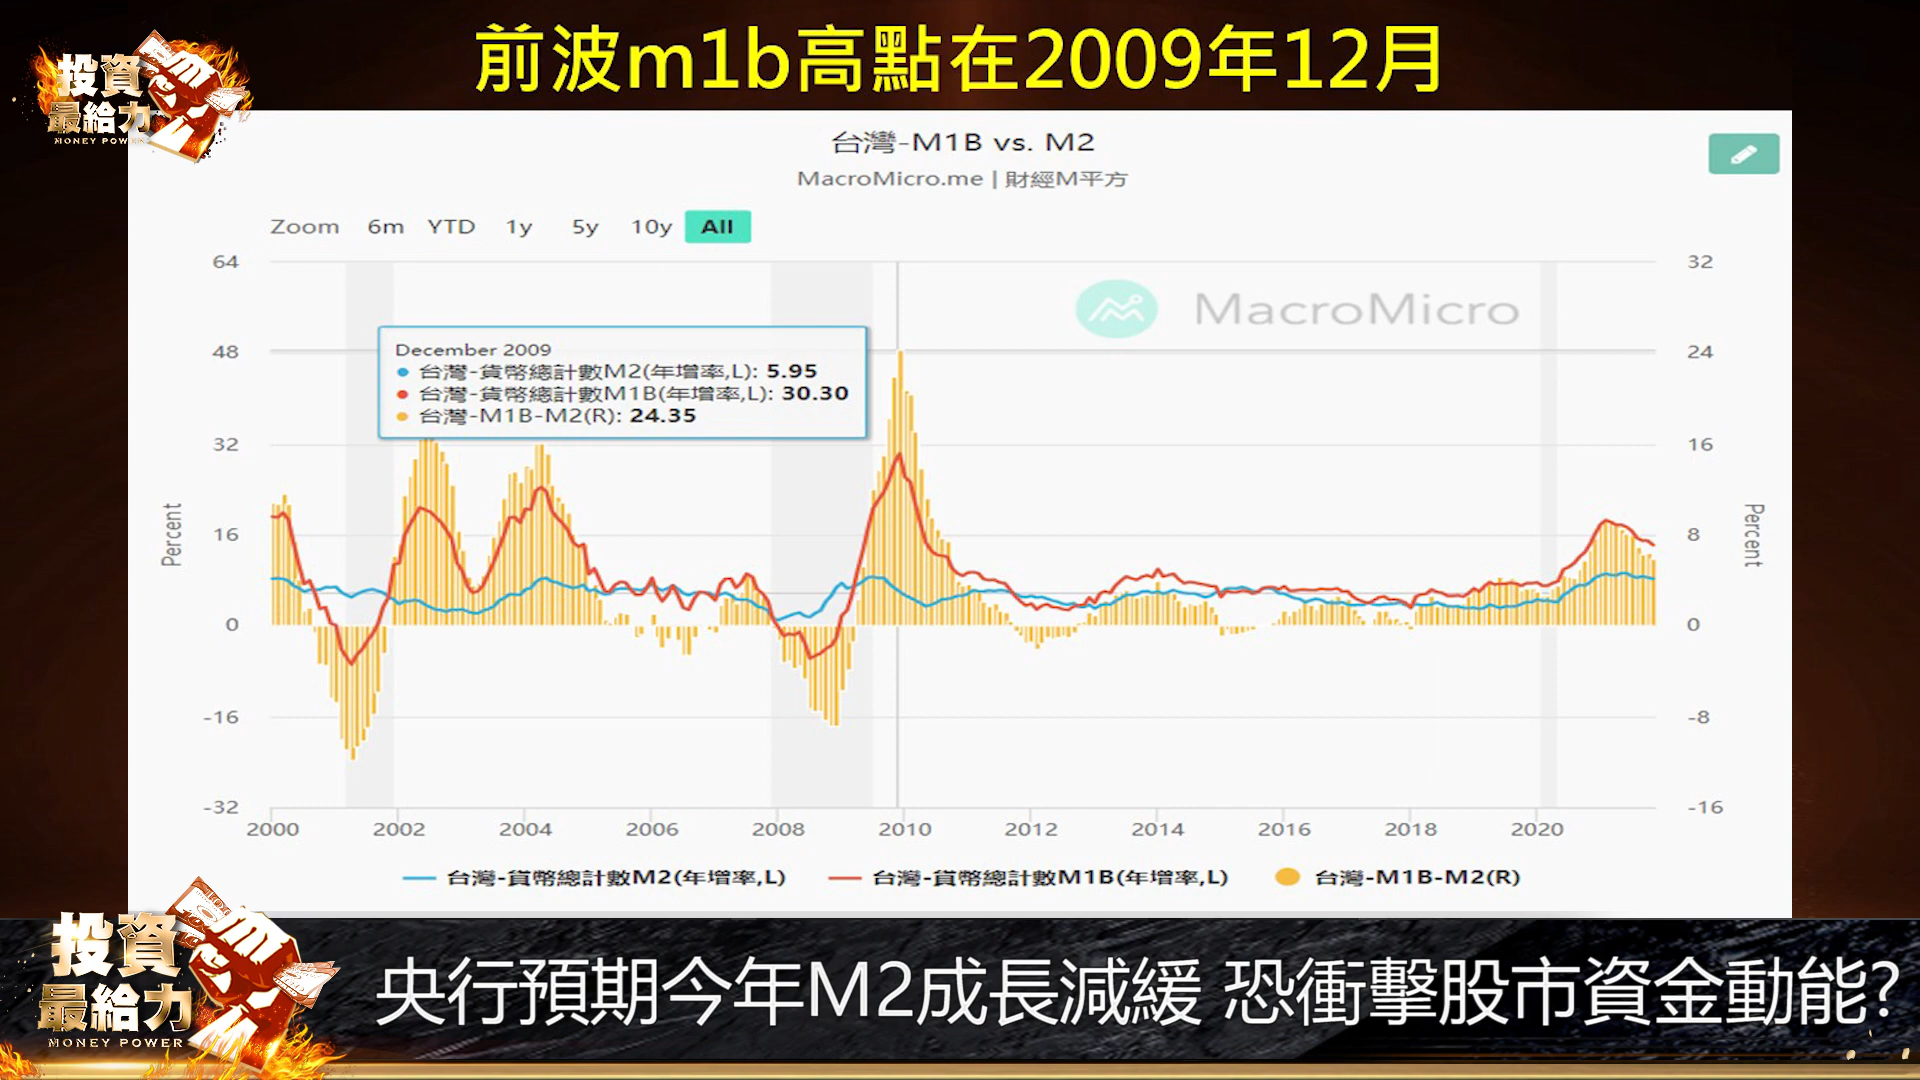 前波m1b高點在2009年12月
投資
最給力
MONEY POWER
台灣-M1B vs. M2
MacroMicro.me | 財經M平方
Zoom 6m YTD 1y 5y 10y All
MacroMicro
December 2009
台灣-貨幣總計數M2(年增率,L): 5.95
台灣-貨幣總計數M1B(年增率,L): 30.30
台灣-M1B-M2(R): 24.35
64
48
32
16
0
-16
-32
Percent
32
24
16
8
0
-8
-16
Percent
2000 2002 2004 2006 2008 2010 2012 2014 2016 2018 2020
台灣-貨幣總計數M2(年增率,L) 台灣-貨幣總計數M1B(年增率,L) 台灣-M1B-M2(R)
投資
最給力
MONEY POWER
央行預期今年M2成長減緩 恐衝擊股市資金動能?